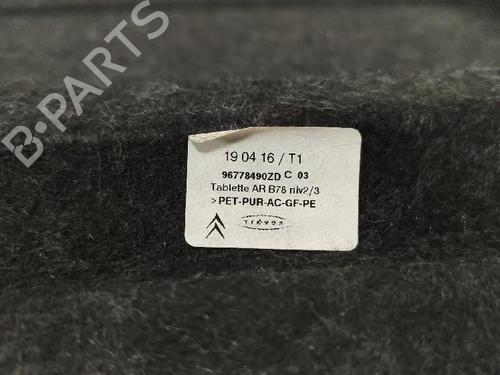 B-PARTS
19 04 16 / T1
96778490ZD C 03
Tablette AR B78 niv2/3
>PET-PUR-AC-GF-PE
treves